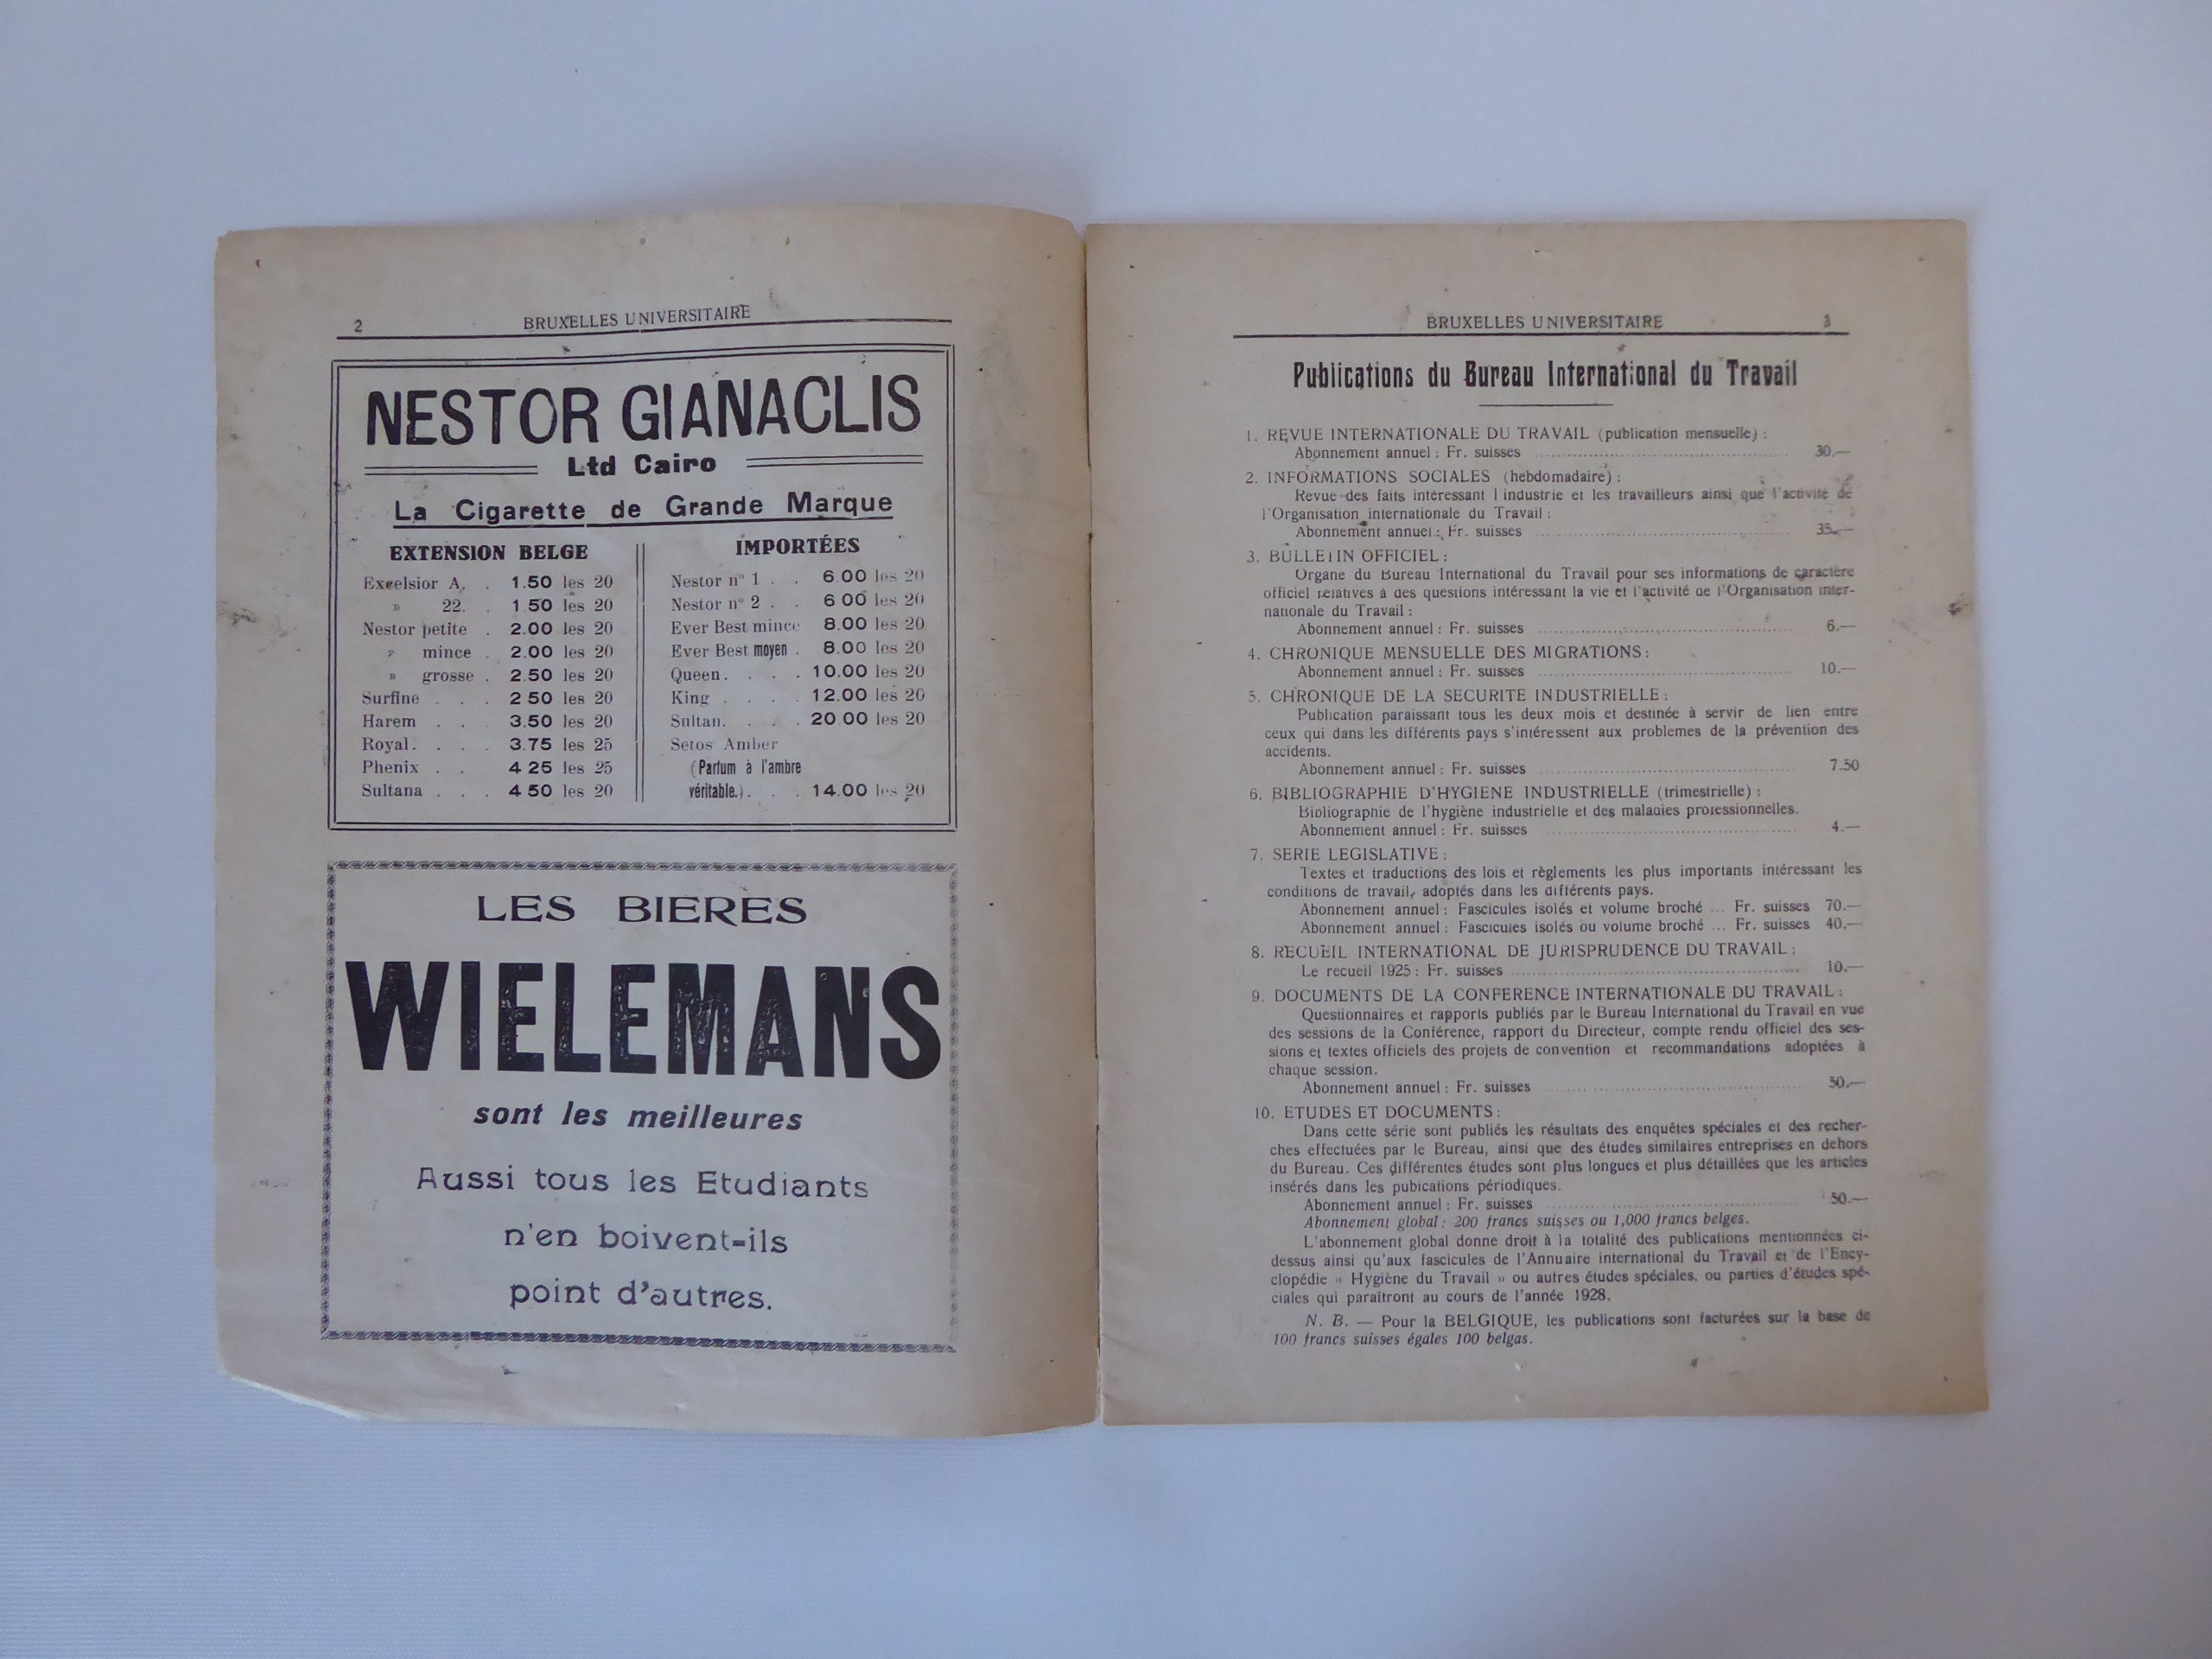 2 BRUXELLES UNIVERSITAIRE
NESTOR GIANACLIS
Ltd Cairo
La Cigarette de Grande Marque
EXTENSION BELGE
Excelsior A. . 1.50 les 20
» 22. . 1 50 les 20
Nestor petite . 2.00 les 20
» mince . 2.00 les 20
» grosse . 2.50 les 20
Surfine . . . 2 50 les 20
Harem . . . 3.50 les 20
Royal. . . . 3.75 les 25
Phenix . . 4 25 les 25
Sultana . . . 4 50 les 20
IMPORTÉES
Nestor n° 1 . . 6.00 les 20
Nestor n° 2 . . 6 00 les 20
Ever Best mince 8.00 les 20
Ever Best moyen . 8.00 les 20
Queen. . . . 10.00 les 20
King . . . . 12.00 les 20
Sultan. . . . 20.00 les 20
Setos Amber
(Partum à l'ambre
véritable.) . . . 14.00 les 20
LES BIERES
WIELEMANS
sont les meilleures
Aussi tous les Etudiants
n'en boivent-ils
point d'autres.
BRUXELLES UNIVERSITAIRE 3
Publications du Bureau International du Travail
1. REVUE INTERNATIONALE DU TRAVAIL (publication mensuelle) :
Abonnement annuel : Fr. suisses ........ 30.—
2. INFORMATIONS SOCIALES (hebdomadaire) :
Revue des faits intéressant l industrie et les travailleurs ainsi que l'activité de
l'Organisation internationale du Travail :
Abonnement annuel : Fr. suisses ........ 35.—
3. BULLETIN OFFICIEL :
Organe du Bureau International du Travail pour ses informations de caractère
officiel relatives à des questions intéressant la vie et l'activité de l'Organisation inter-
nationale du Travail :
Abonnement annuel : Fr. suisses ........ 6.—
4. CHRONIQUE MENSUELLE DES MIGRATIONS :
Abonnement annuel : Fr. suisses ........ 10.—
5. CHRONIQUE DE LA SECURITE INDUSTRIELLE :
Publication paraissant tous les deux mois et destinée à servir de lien entre
ceux qui dans les différents pays s'intéressent aux problemes de la prévention des
accidents.
Abonnement annuel : Fr. suisses ........ 7.50
6. BIBLIOGRAPHIE D'HYGIENE INDUSTRIELLE (trimestrielle) :
Bibliographie de l'hygiène industrielle et des maladies professionnelles.
Abonnement annuel : Fr. suisses ........ 4.—
7. SERIE LEGISLATIVE :
Textes et traductions des lois et règlements les plus importants intéressant les
conditions de travail, adoptés dans les différents pays.
Abonnement annuel : Fascicules isolés et volume broché ... Fr. suisses 70.—
Abonnement annuel : Fascicules isolés ou volume broché ... Fr. suisses 40.—
8. RECUEIL INTERNATIONAL DE JURISPRUDENCE DU TRAVAIL :
Le recueil 1925 : Fr. suisses ........ 10.—
9. DOCUMENTS DE LA CONFERENCE INTERNATIONALE DU TRAVAIL :
Questionnaires et rapports publiés par le Bureau International du Travail en vue
des sessions de la Conférence, rapport du Directeur, compte rendu officiel des ses-
sions et textes officiels des projets de convention et recommandations adoptées à
chaque session.
Abonnement annuel : Fr. suisses ........ 50.—
10. ETUDES ET DOCUMENTS :
Dans cette série sont publiés les résultats des enquêtes spéciales et des recher-
ches effectuées par le Bureau, ainsi que des études similaires entreprises en dehors
du Bureau. Ces différentes études sont plus longues et plus détaillées que les articles
insérés dans les pubications périodiques.
Abonnement annuel : Fr. suisses ........ 50.—
Abonnement global : 200 francs suisses ou 1,000 francs belges.
L'abonnement global donne droit à la totalité des publications mentionnées ci-
dessus ainsi qu'aux fascicules de l'Annuaire international du Travail et de l'Ency-
clopédie « Hygiène du Travail » ou autres études spéciales, ou parties d'études spé-
ciales qui paraîtront au cours de l'année 1928.
N. B. — Pour la BELGIQUE, les publications sont facturées sur la base de
100 francs suisses égales 100 belgas.